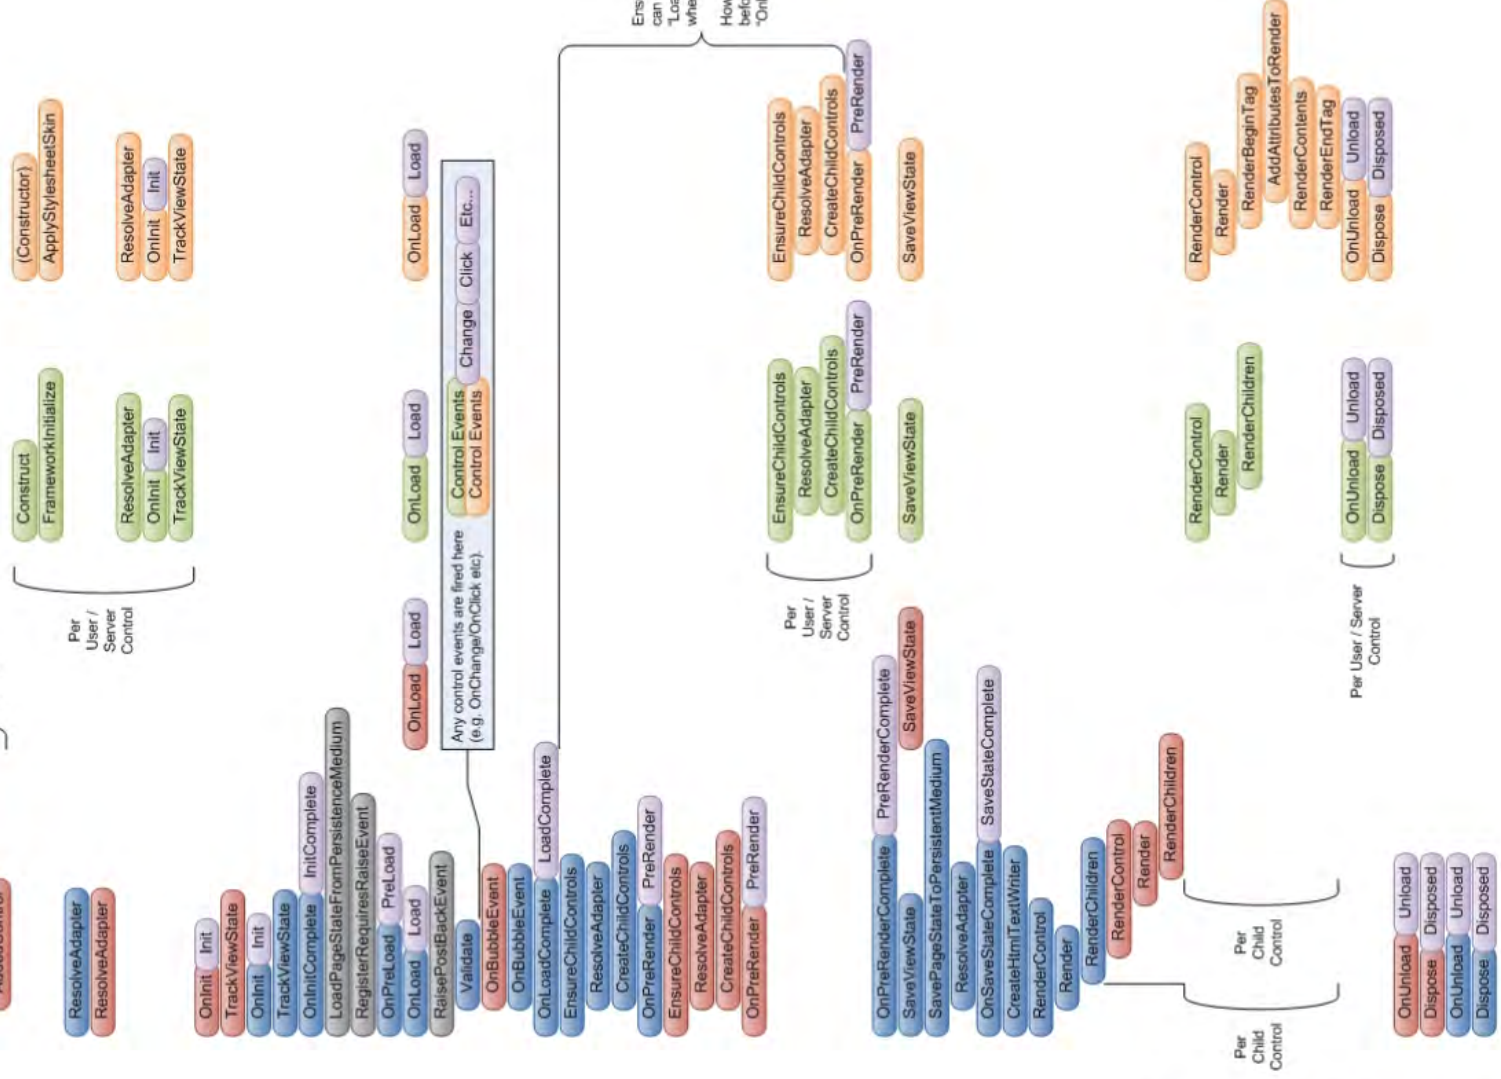 (Constructor)
ApplyStylesheetSkin
ResolveAdapter
OnInit Init
TrackViewState
OnLoad Load
EnsureChildControls
ResolveAdapter
CreateChildControls
OnPreRender PreRender
SaveViewState
RenderControl
Render
RenderBeginTag
AddAttributesToRender
RenderContents
RenderEndTag
OnUnload Unload
Dispose Disposed
Construct
FrameworkInitialize
ResolveAdapter
OnInit Init
TrackViewState
OnLoad Load
EnsureChildControls
ResolveAdapter
CreateChildControls
OnPreRender PreRender
SaveViewState
RenderControl
Render
RenderChildren
OnUnload Unload
Dispose Disposed
Per
User /
Server
Control
OnLoad Load
Any control events are fired here
(e.g. OnChange/OnClick etc).
Control Events
Control Events
Change Click Etc...
can
Per
User /
Server
Control
Per User / Server
Control
ResolveAdapter
ResolveAdapter
OnInit Init
TrackViewState
OnInit Init
TrackViewState
OnInitComplete InitComplete
LoadPageStateFromPersistenceMedium
RegisterRequiresRaiseEvent
OnPreLoad PreLoad
OnLoad Load
RaisePostBackEvent
Validate
OnBubbleEvent
OnBubbleEvent
OnLoadComplete LoadComplete
EnsureChildControls
ResolveAdapter
CreateChildControls
OnPreRender PreRender
EnsureChildControls
ResolveAdapter
CreateChildControls
OnPreRender PreRender
OnPreRenderComplete PreRenderComplete
SaveViewState SaveViewState
SavePageStateToPersistentMedium
ResolveAdapter
OnSaveStateComplete SaveStateComplete
CreateHtmlTextWriter
RenderControl
Render
RenderChildren
RenderControl
Render
RenderChildren
Per
Child
Control
Per
Child
Control
OnUnload Unload
Dispose Disposed
OnUnload Unload
Dispose Disposed